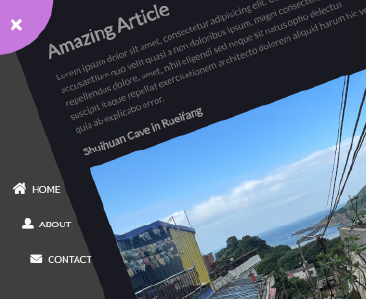 Amazing Article
Lorem ipsum dolor sit amet, consectetur adipisicing elit.
accusantium quo velit quasi a non doloribus ipsum, magni consectetur
repellendus dolore, amet, nihil eligendi sed neque sit natus optio delectus
suscipit itaque repellat exercitationem architecto dolorem aliquid harum hic
quia ab explicabo error.
Shuihuan Cave in Rueifang
HOME
ABOUT
CONTACT